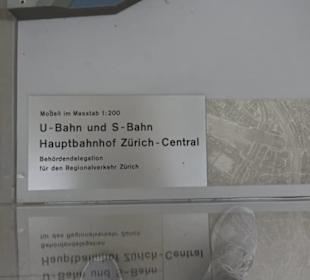 Modell im Masstab 1:200
U-Bahn und S-Bahn
Hauptbahnhof Zürich-Central
Behördendelegation
für den Regionalverkehr Zürich